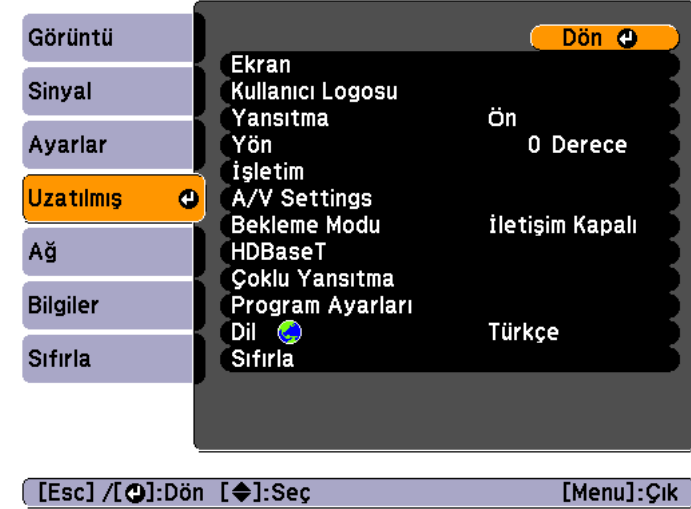 Görüntü
Sinyal
Ayarlar
Uzatılmış
Ağ
Bilgiler
Sıfırla
Dön
Ekran
Kullanıcı Logosu
Yansıtma Ön
Yön 0 Derece
İşletim
A/V Settings
Bekleme Modu İletişim Kapalı
HDBaseT
Çoklu Yansıtma
Program Ayarları
Dil Türkçe
Sıfırla
[Esc] /[⏎]:Dön [◆]:Seç [Menu]:Çık